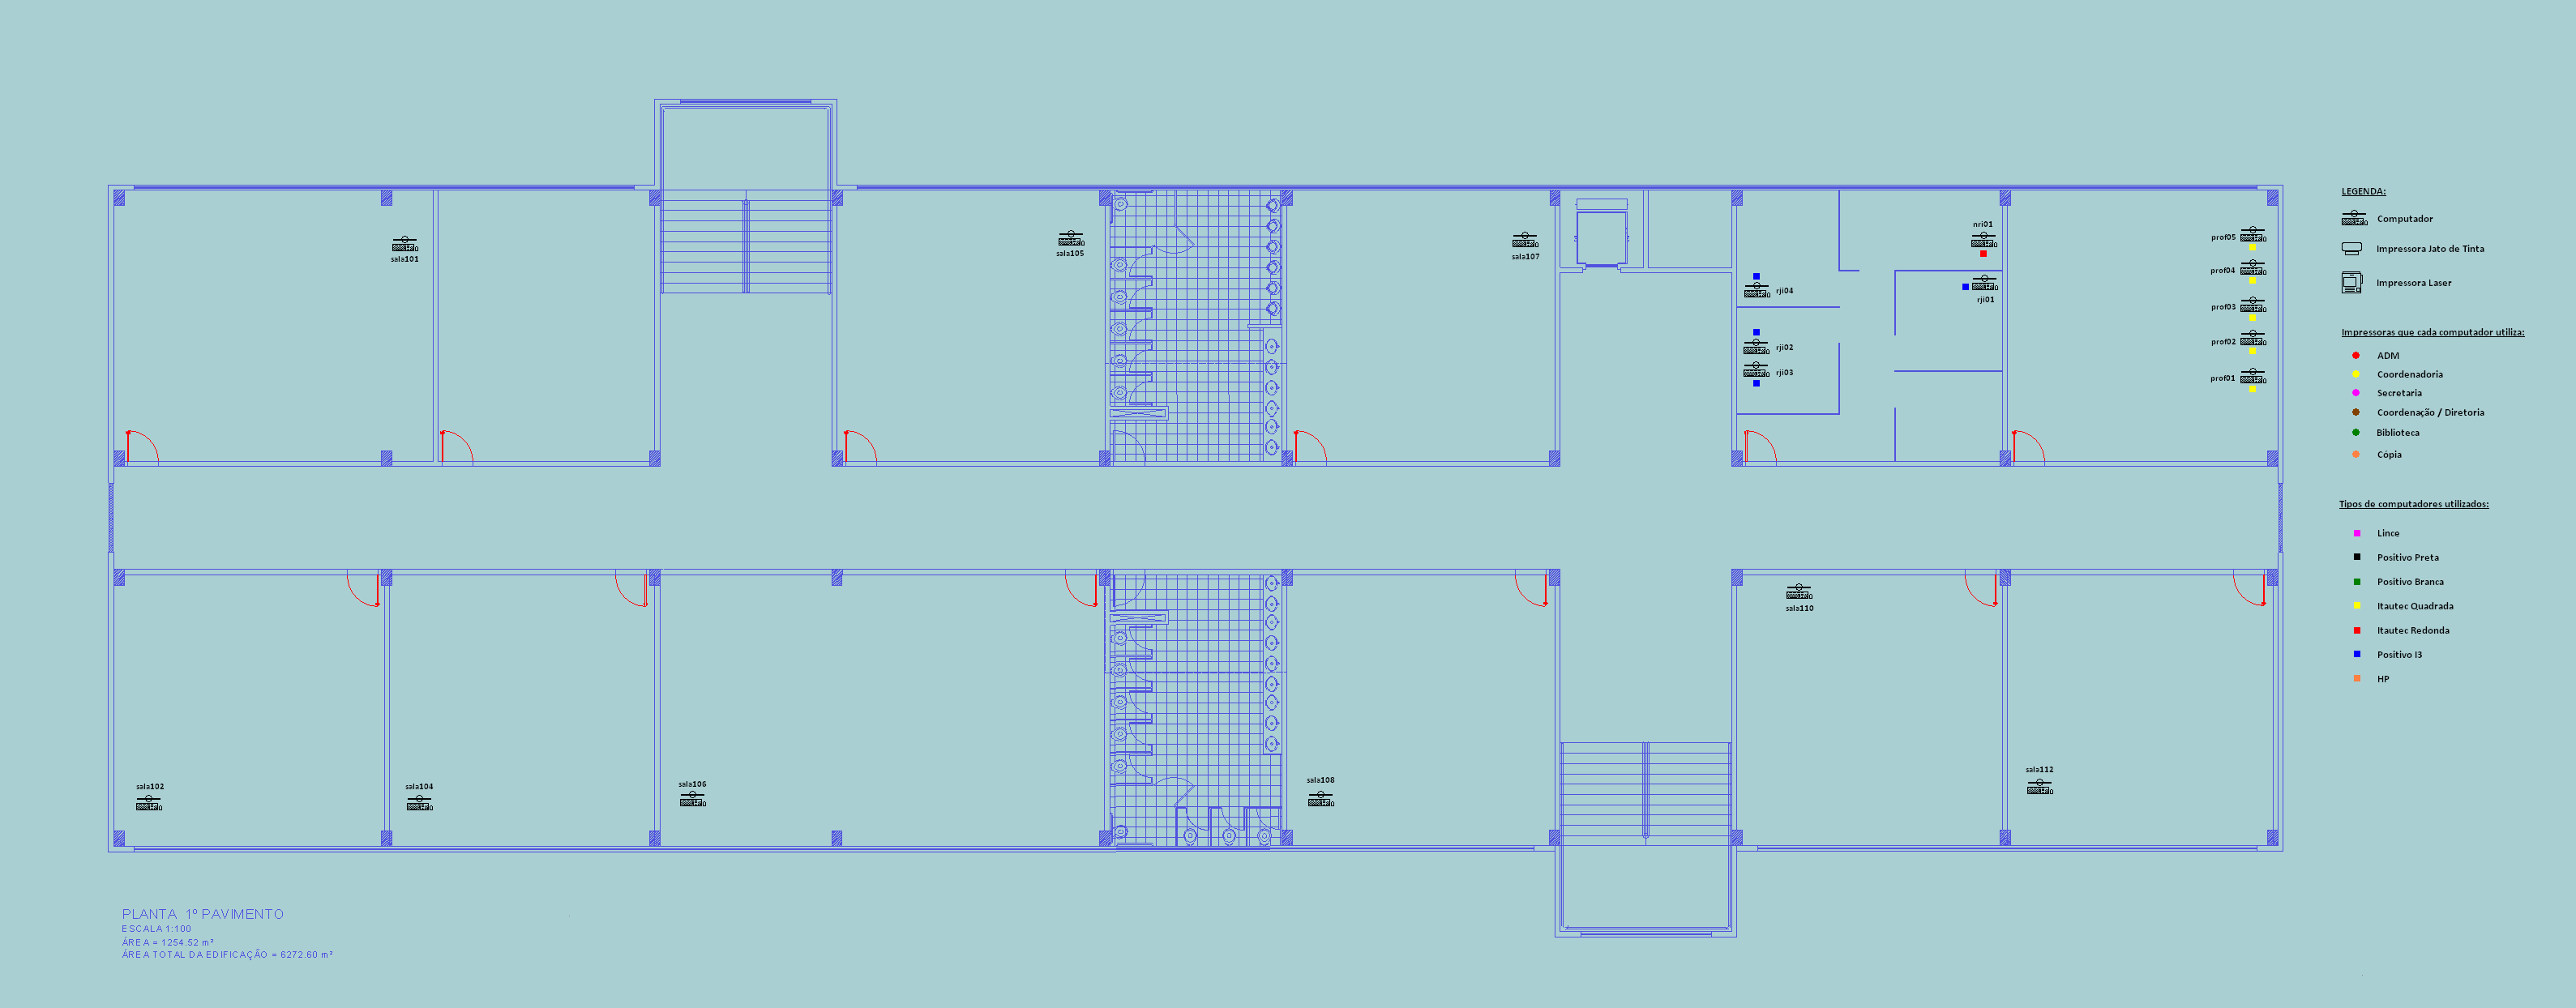 sala101
sala105
sala107
nri01
rji04
rji01
rji02
rji03
prof05
prof04
prof03
prof02
prof01
sala102
sala104
sala106
sala108
sala110
sala112
LEGENDA:
Computador
Impressora Jato de Tinta
Impressora Laser
Impressoras que cada computador utiliza:
ADM
Coordenadoria
Secretaria
Coordenação / Diretoria
Biblioteca
Cópia
Tipos de computadores utilizados:
Lince
Positivo Preta
Positivo Branca
Itautec Quadrada
Itautec Redonda
Positivo I3
HP
PLANTA 1º PAVIMENTO
ESCALA 1:100
ÁREA = 1254.52 m²
ÁREA TOTAL DA EDIFICAÇÃO = 6272.60 m²